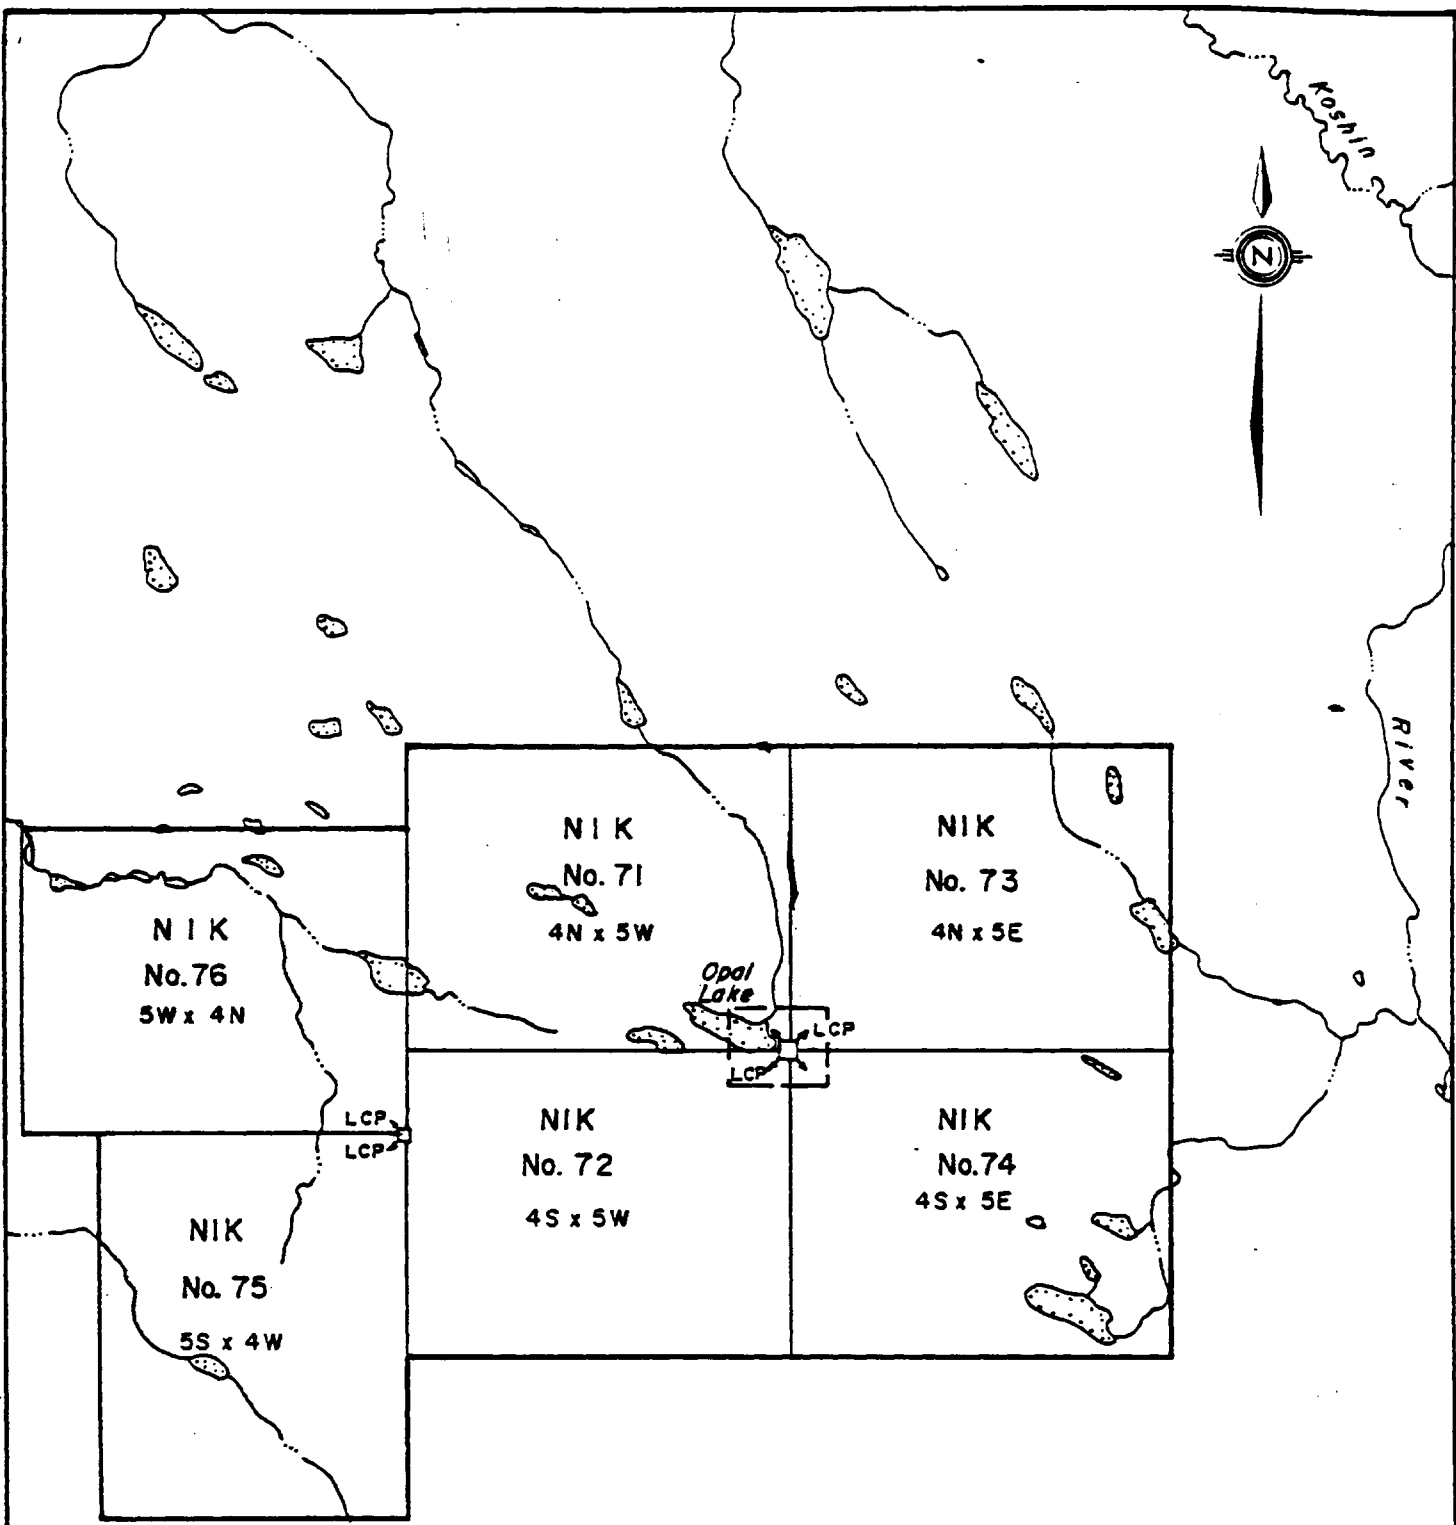 Koshin
N
River
NIK
No. 71
4N x 5W
NIK
No. 73
4N x 5E
NIK
No. 76
5W x 4N
Opal
Lake
LCP
LCP
LCP
LCP
NIK
No. 72
4S x 5W
NIK
No. 74
4S x 5E
NIK
No. 75
5S x 4W